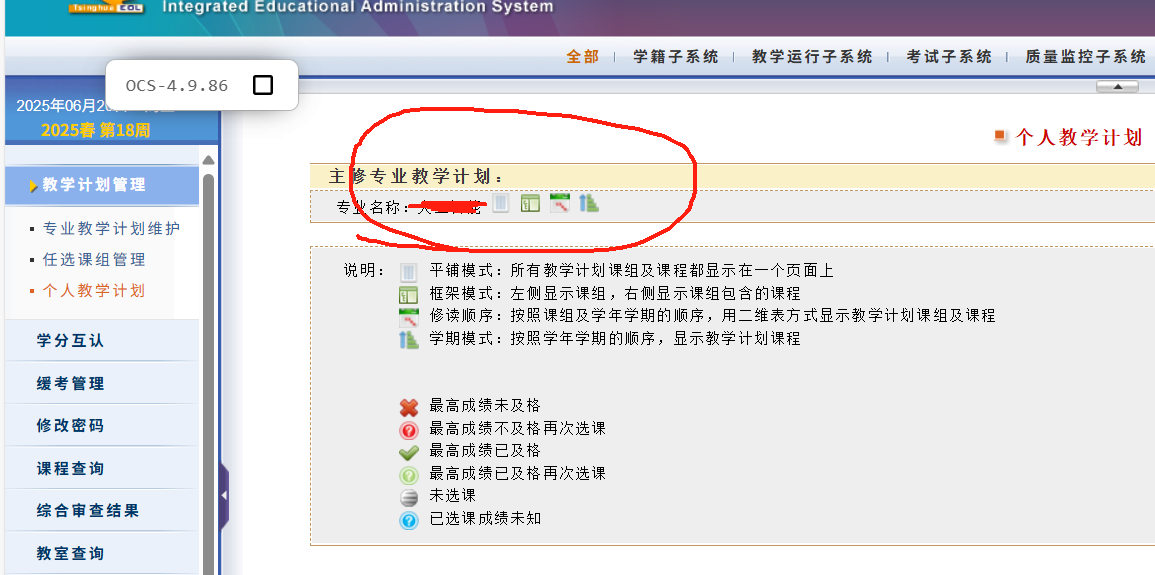 Tsinghua EOL
Integrated Educational Administration System
全部 | 学籍子系统 | 教学运行子系统 | 考试子系统 | 质量监控子系统
OCS-4.9.86
2025年06月2
2025春 第18周
个人教学计划
教学计划管理
专业教学计划维护
任选课组管理
个人教学计划
学分互认
缓考管理
修改密码
课程查询
综合审查结果
教室查询
主修专业教学计划:
专业名称:
说明: 平铺模式:所有教学计划课组及课程都显示在一个页面上
框架模式:左侧显示课组,右侧显示课组包含的课程
修读顺序:按照课组及学年学期的顺序,用二维表方式显示教学计划课组及课程
学期模式:按照学年学期的顺序,显示教学计划课程
最高成绩未及格
最高成绩不及格再次选课
最高成绩已及格
最高成绩已及格再次选课
未选课
已选课成绩未知